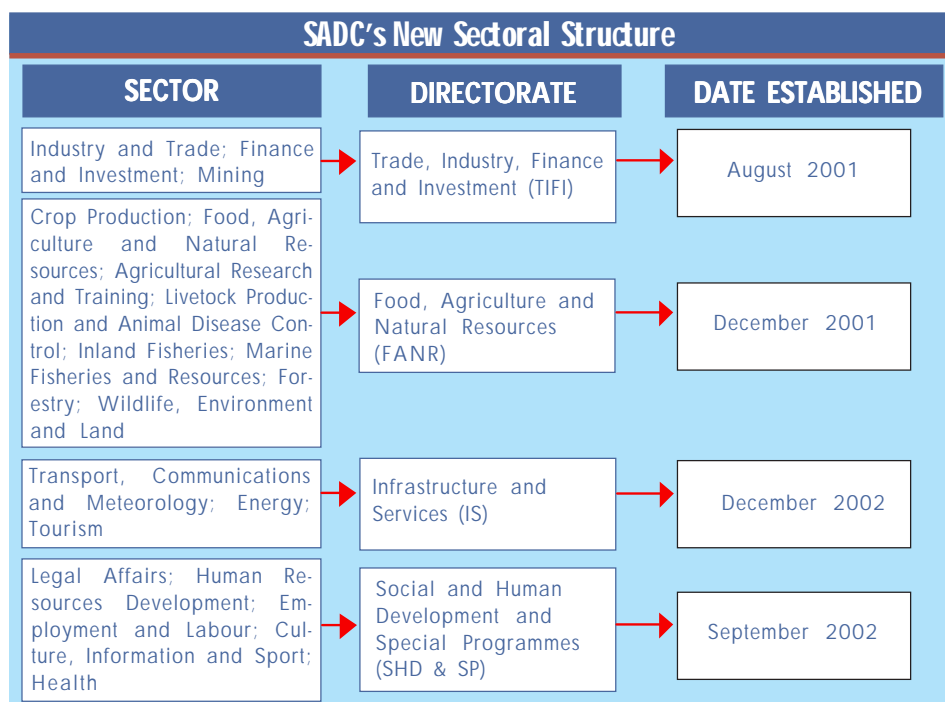 SADC's New Sectoral Structure
SECTOR
DIRECTORATE
DATE ESTABLISHED
Industry and Trade; Finance
and Investment; Mining
Trade, Industry, Finance
and Investment (TIFI)
August 2001
Crop Production; Food, Agri-
culture and Natural Re-
sources; Agricultural Research
and Training; Livetock Produc-
tion and Animal Disease Con-
trol; Inland Fisheries; Marine
Fisheries and Resources; For-
estry; Wildlife, Environment
and Land
Food, Agriculture and
Natural Resources
(FANR)
December 2001
Transport, Communications
and Meteorology; Energy;
Tourism
Infrastructure and
Services (IS)
December 2002
Legal Affairs; Human Re-
sources Development; Em-
ployment and Labour; Cul-
ture, Information and Sport;
Health
Social and Human
Development and
Special Programmes
(SHD & SP)
September 2002